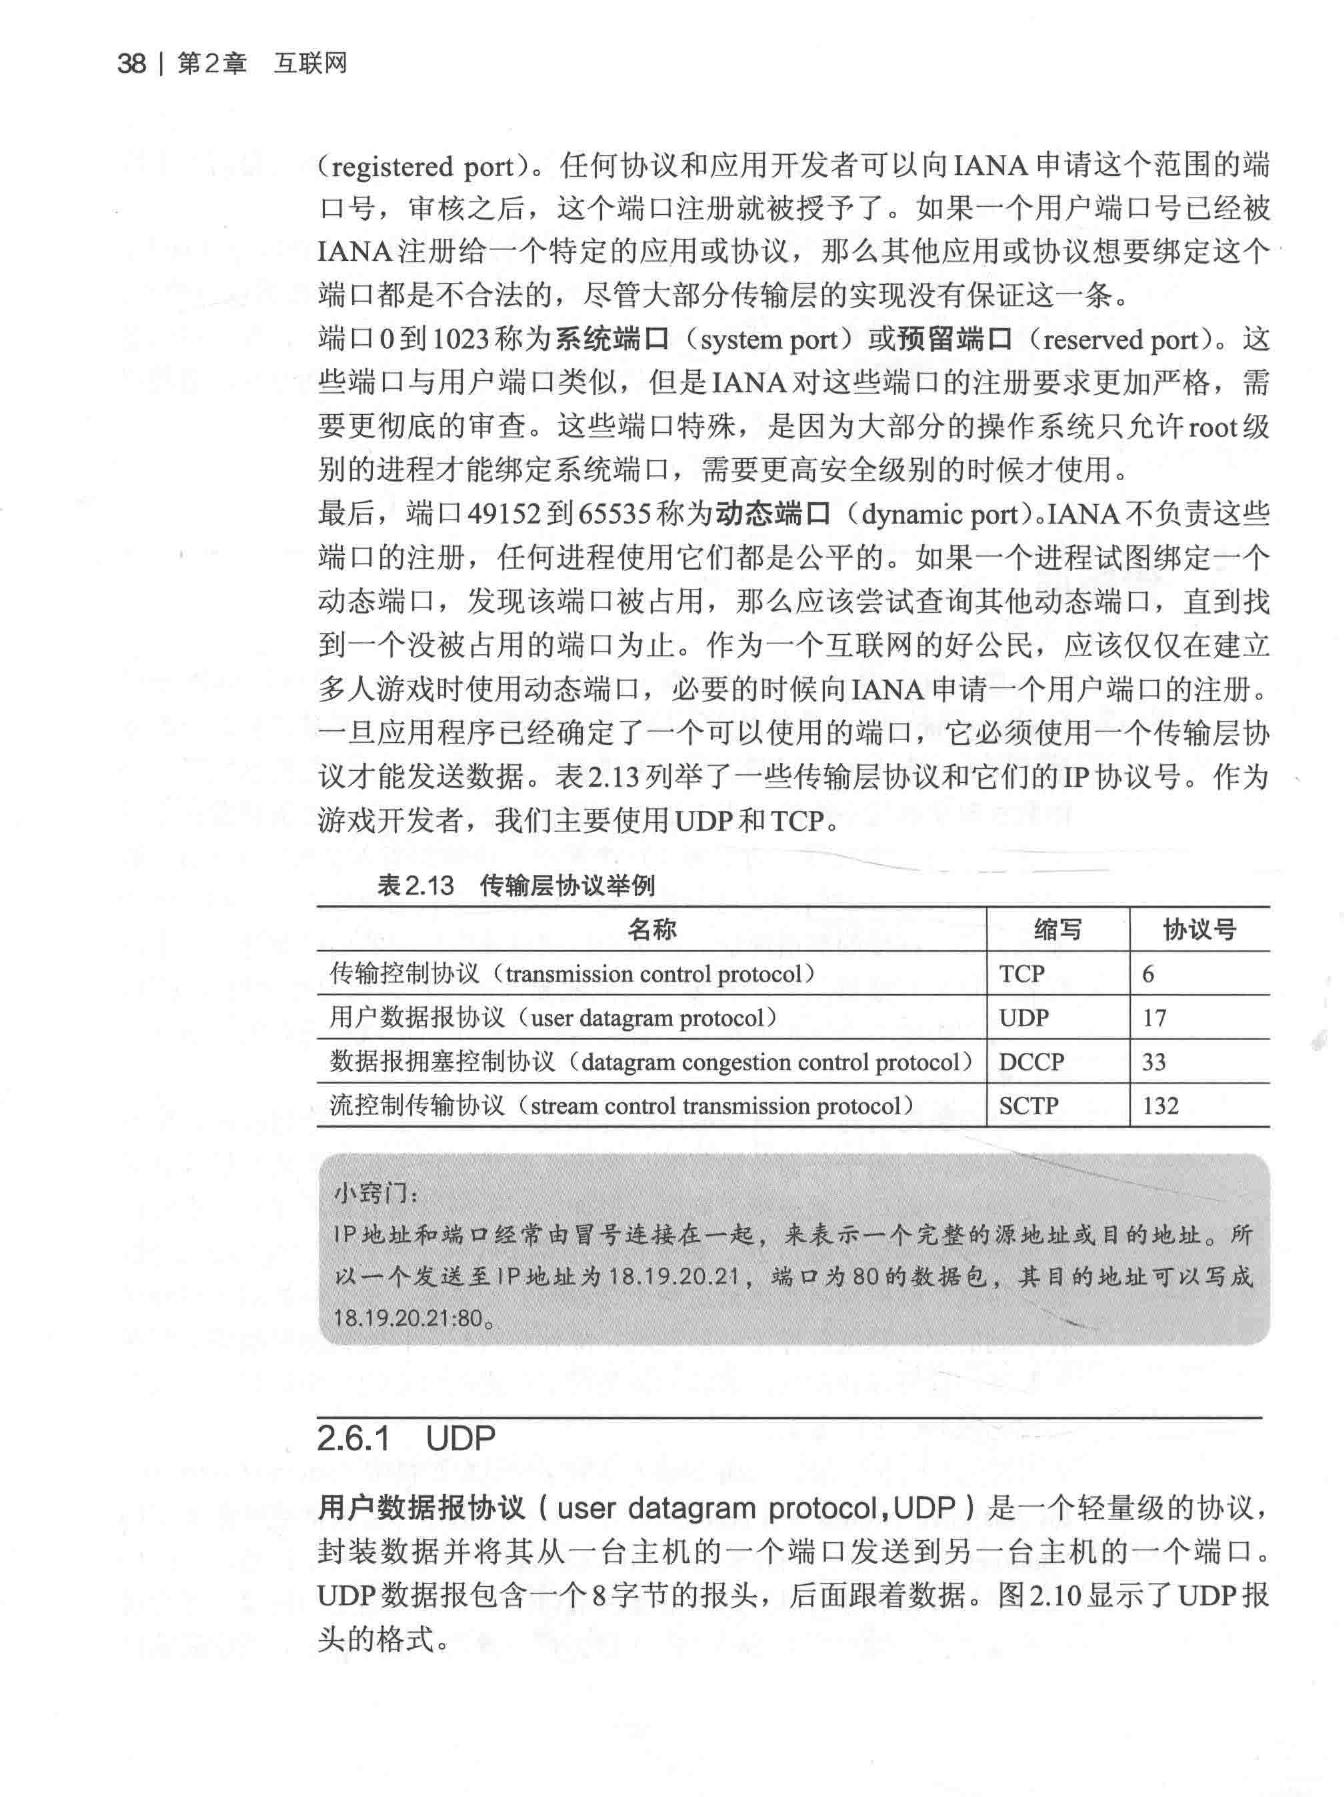 38 | 第2章 互联网
（registered port）。任何协议和应用开发者可以向IANA申请这个范围的端
口号，审核之后，这个端口注册就被授予了。如果一个用户端口号已经被
IANA注册给一个特定的应用或协议，那么其他应用或协议想要绑定这个
端口都是不合法的，尽管大部分传输层的实现没有保证这一条。
端口0到1023称为系统端口（system port）或预留端口（reserved port）。这
些端口与用户端口类似，但是IANA对这些端口的注册要求更加严格，需
要更彻底的审查。这些端口特殊，是因为大部分的操作系统只允许root级
别的进程才能绑定系统端口，需要更高安全级别的时候才使用。
最后，端口49152到65535称为动态端口（dynamic port）。IANA不负责这些
端口的注册，任何进程使用它们都是公平的。如果一个进程试图绑定一个
动态端口，发现该端口被占用，那么应该尝试查询其他动态端口，直到找
到一个没被占用的端口为止。作为一个互联网的好公民，应该仅仅在建立
多人游戏时使用动态端口，必要的时候向IANA申请一个用户端口的注册。
一旦应用程序已经确定了一个可以使用的端口，它必须使用一个传输层协
议才能发送数据。表2.13列举了一些传输层协议和它们的IP协议号。作为
游戏开发者，我们主要使用UDP和TCP。
表2.13 传输层协议举例
名称 缩写 协议号
传输控制协议（transmission control protocol） TCP 6
用户数据报协议（user datagram protocol） UDP 17
数据报拥塞控制协议（datagram congestion control protocol） DCCP 33
流控制传输协议（stream control transmission protocol） SCTP 132
小窍门：
IP地址和端口经常由冒号连接在一起，来表示一个完整的源地址或目的地址。所
以一个发送至IP地址为18.19.20.21，端口为80的数据包，其目的地址可以写成
18.19.20.21:80。
2.6.1 UDP
用户数据报协议（user datagram protocol,UDP）是一个轻量级的协议，
封装数据并将其从一台主机的一个端口发送到另一台主机的一个端口。
UDP数据报包含一个8字节的报头，后面跟着数据。图2.10显示了UDP报
头的格式。